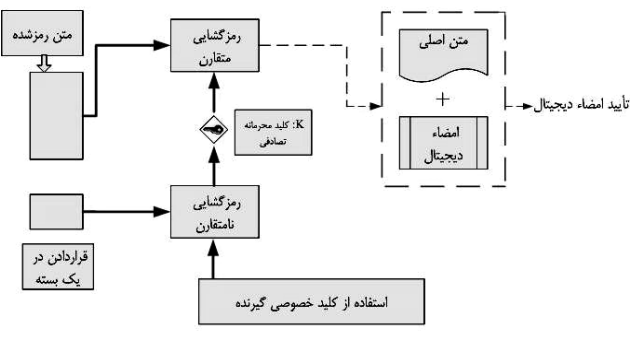 متن رمزشده
رمزگشایی
متقارن
متن اصلی
+
امضاء
دیجیتال
تأیید امضاء دیجیتال
K: کلید محرمانه
تصادفی
رمزگشایی
نامتقارن
قراردادن در
یک بسته
استفاده از کلید خصوصی گیرنده